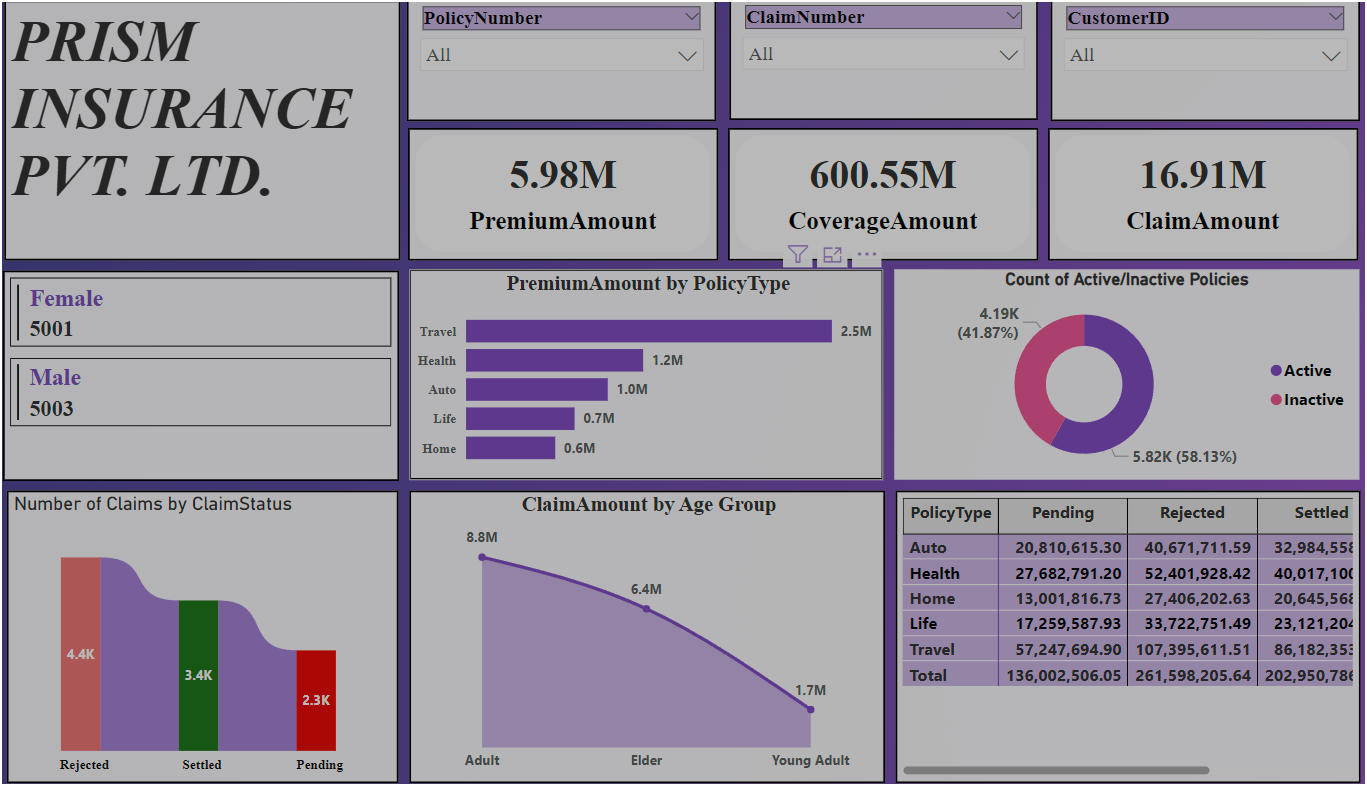 PRISM
INSURANCE
PVT. LTD.
PolicyNumber
All
ClaimNumber
All
CustomerID
All
5.98M
PremiumAmount
600.55M
CoverageAmount
16.91M
ClaimAmount
Female
5001
Male
5003
PremiumAmount by PolicyType
Travel 2.5M
Health 1.2M
Auto 1.0M
Life 0.7M
Home 0.6M
Count of Active/Inactive Policies
4.19K
(41.87%)
Active
Inactive
5.82K (58.13%)
Number of Claims by ClaimStatus
4.4K
3.4K
2.3K
Rejected Settled Pending
ClaimAmount by Age Group
8.8M
6.4M
1.7M
Adult Elder Young Adult
PolicyType Pending Rejected Settled
Auto 20,810,615.30 40,671,711.59 32,984,558
Health 27,682,791.20 52,401,928.42 40,017,100
Home 13,001,816.73 27,406,202.63 20,645,568
Life 17,259,587.93 33,722,751.49 23,121,204
Travel 57,247,694.90 107,395,611.51 86,182,353
Total 136,002,506.05 261,598,205.64 202,950,786